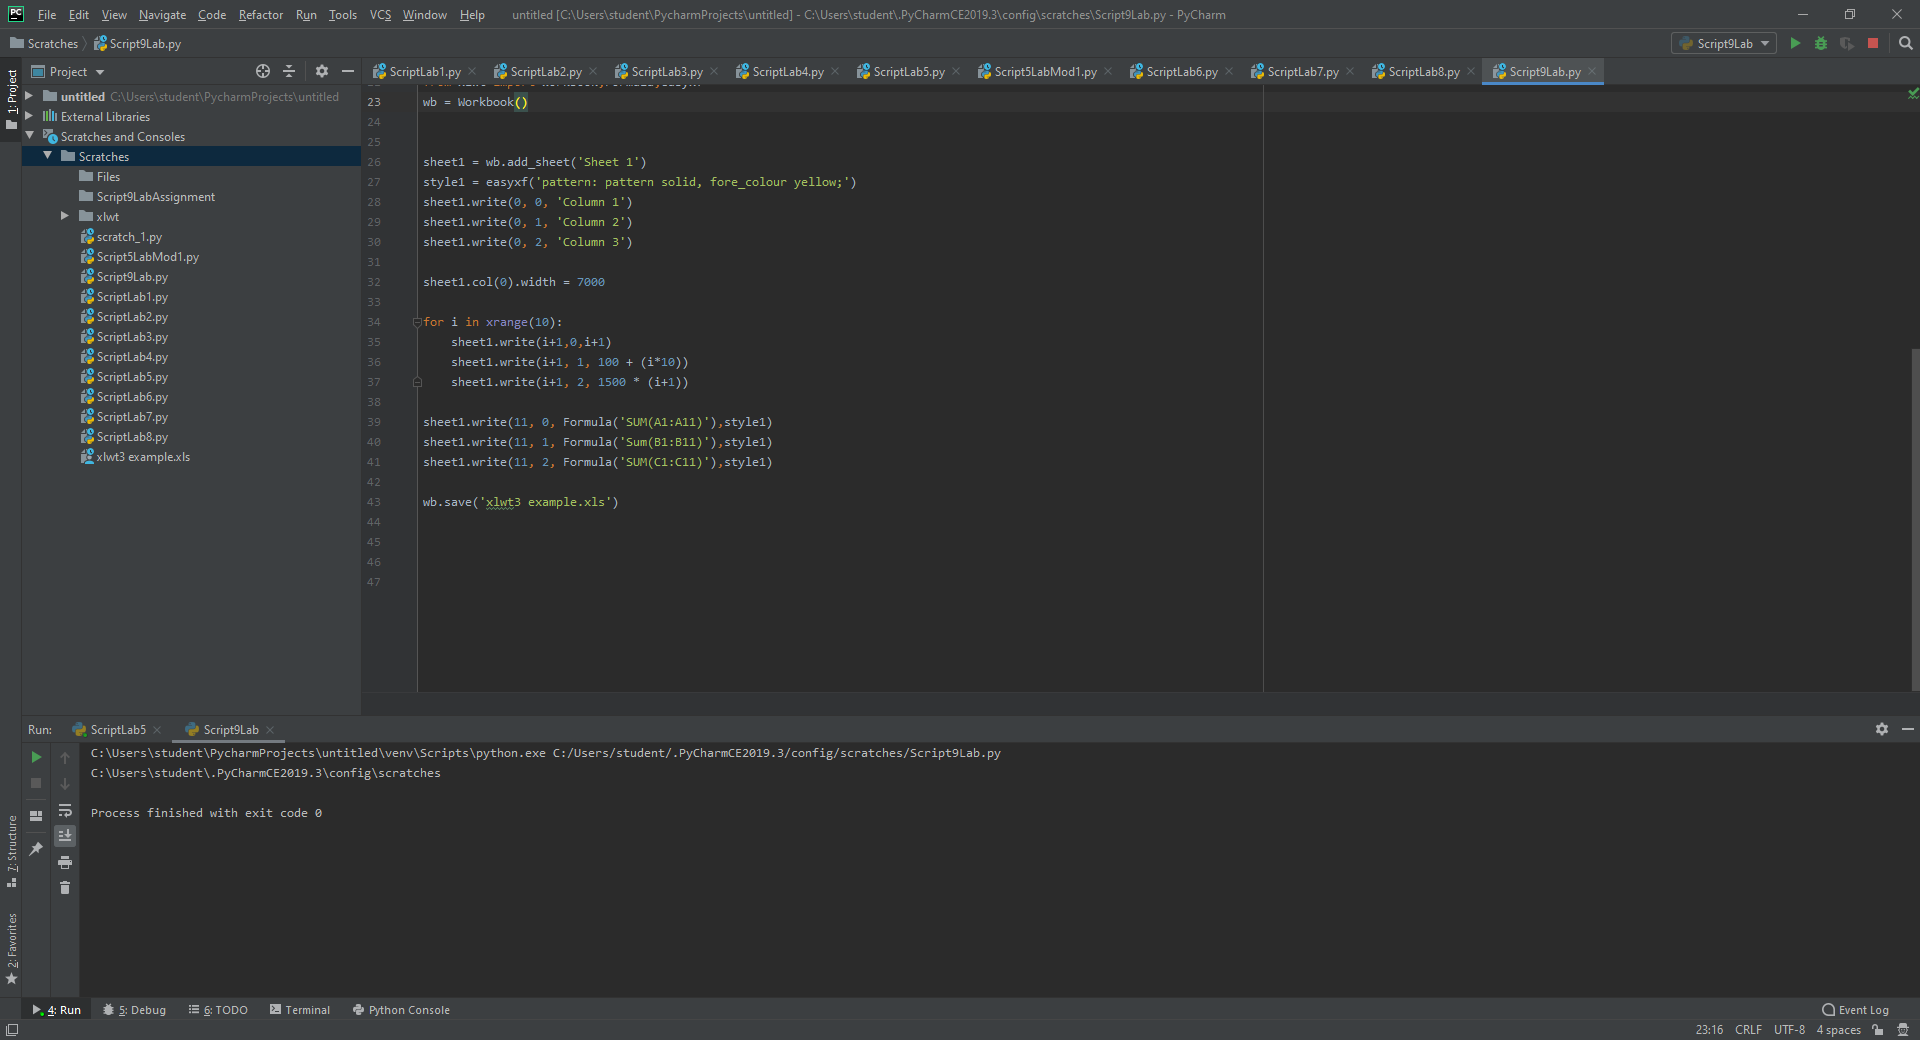 PC File Edit View Navigate Code Refactor Run Tools VCS Window Help untitled [C:\Users\student\PycharmProjects\untitled] - C:\Users\student\.PyCharmCE2019.3\config\scratches\Script9Lab.py - PyCharm
Scratches Script9Lab.py Script9Lab
1: Project
Project
ScriptLab1.py ScriptLab2.py ScriptLab3.py ScriptLab4.py ScriptLab5.py Script5LabMod1.py ScriptLab6.py ScriptLab7.py ScriptLab8.py Script9Lab.py
untitled C:\Users\student\PycharmProjects\untitled
External Libraries
Scratches and Consoles
Scratches
Files
Script9LabAssignment
xlwt
scratch_1.py
Script5LabMod1.py
Script9Lab.py
ScriptLab1.py
ScriptLab2.py
ScriptLab3.py
ScriptLab4.py
ScriptLab5.py
ScriptLab6.py
ScriptLab7.py
ScriptLab8.py
xlwt3 example.xls
23 wb = Workbook()
24
25
26 sheet1 = wb.add_sheet('Sheet 1')
27 style1 = easyxf('pattern: pattern solid, fore_colour yellow;')
28 sheet1.write(0, 0, 'Column 1')
29 sheet1.write(0, 1, 'Column 2')
30 sheet1.write(0, 2, 'Column 3')
31
32 sheet1.col(0).width = 7000
33
34 for i in xrange(10):
35 sheet1.write(i+1,0,i+1)
36 sheet1.write(i+1, 1, 100 + (i*10))
37 sheet1.write(i+1, 2, 1500 * (i+1))
38
39 sheet1.write(11, 0, Formula('SUM(A1:A11)'),style1)
40 sheet1.write(11, 1, Formula('Sum(B1:B11)'),style1)
41 sheet1.write(11, 2, Formula('SUM(C1:C11)'),style1)
42
43 wb.save('xlwt3 example.xls')
44
45
46
47
Run: ScriptLab5 Script9Lab
C:\Users\student\PycharmProjects\untitled\venv\Scripts\python.exe C:/Users/student/.PyCharmCE2019.3/config/scratches/Script9Lab.py
C:\Users\student\.PyCharmCE2019.3\config\scratches
Process finished with exit code 0
7: Structure
2: Favorites
4: Run 5: Debug 6: TODO Terminal Python Console Event Log
23:16 CRLF UTF-8 4 spaces